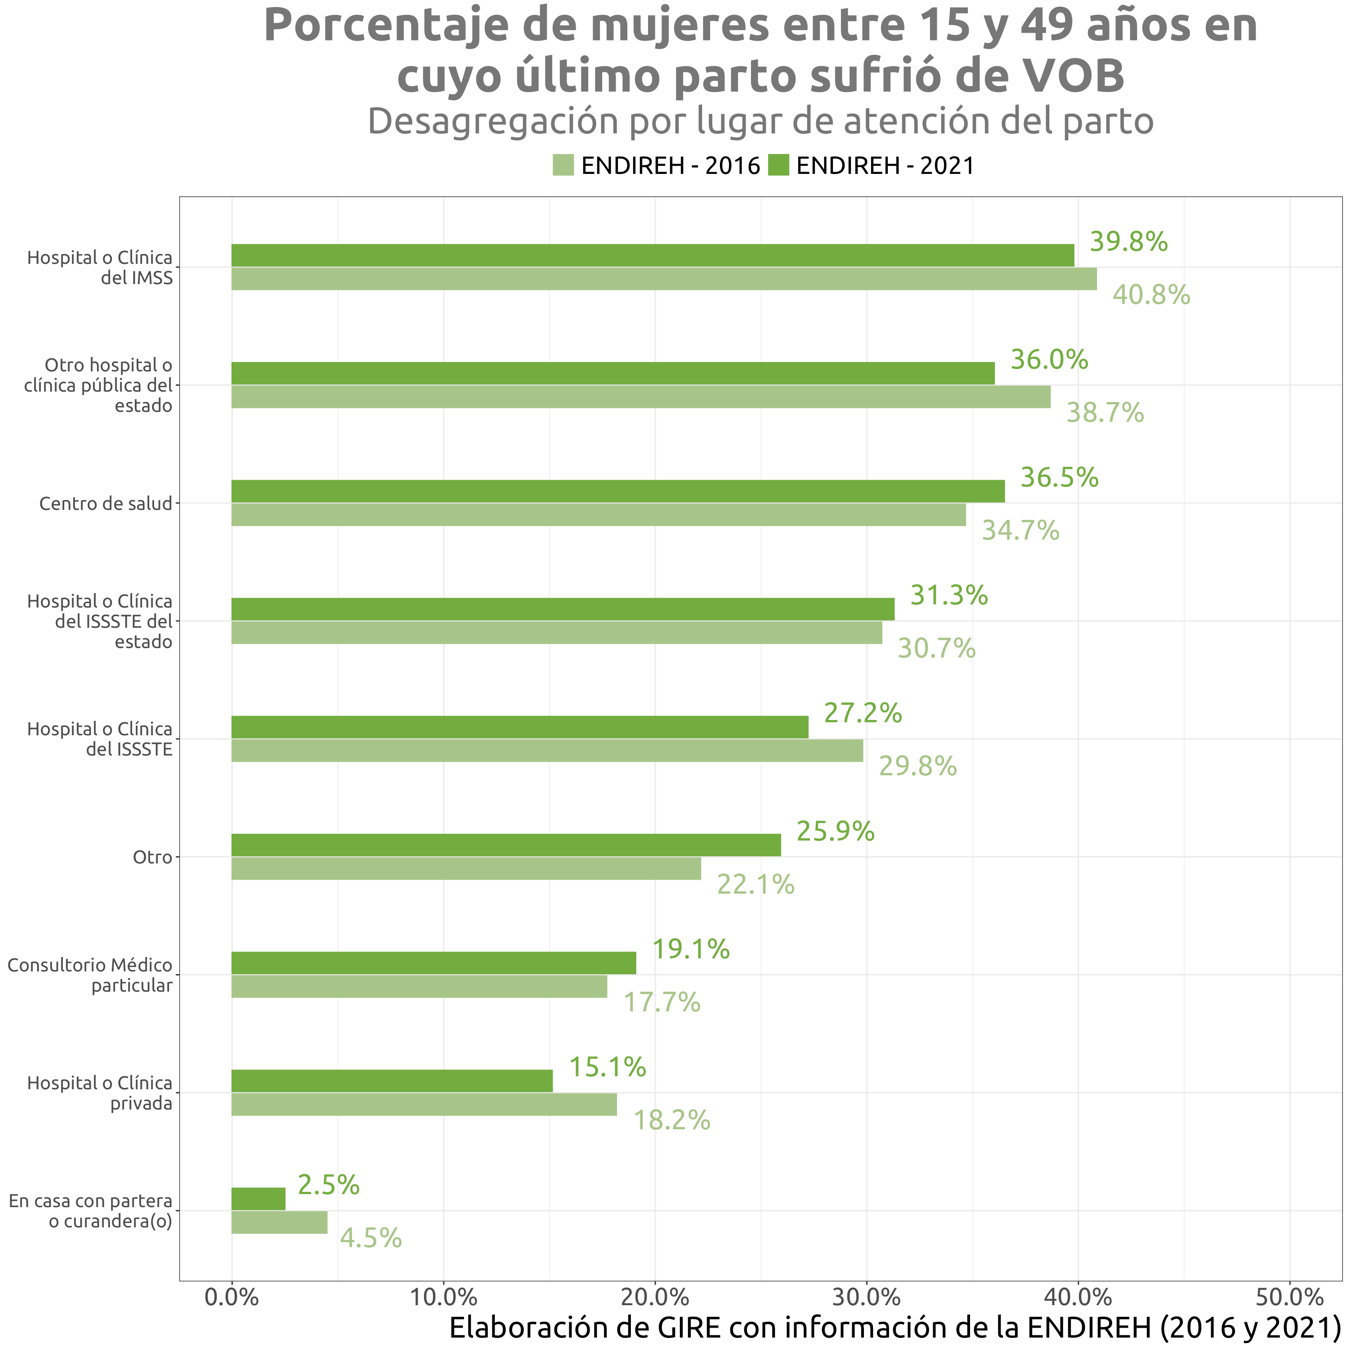 Porcentaje de mujeres entre 15 y 49 años en
cuyo último parto sufrió de VOB
Desagregación por lugar de atención del parto
ENDIREH - 2016 ENDIREH - 2021
Hospital o Clínica
del IMSS
39.8%
40.8%
Otro hospital o
clínica pública del
estado
36.0%
38.7%
Centro de salud
36.5%
34.7%
Hospital o Clínica
del ISSSTE del
estado
31.3%
30.7%
Hospital o Clínica
del ISSSTE
27.2%
29.8%
Otro
25.9%
22.1%
Consultorio Médico
particular
19.1%
17.7%
Hospital o Clínica
privada
15.1%
18.2%
En casa con partera
o curandera(o)
2.5%
4.5%
0.0% 10.0% 20.0% 30.0% 40.0% 50.0%
Elaboración de GIRE con información de la ENDIREH (2016 y 2021)